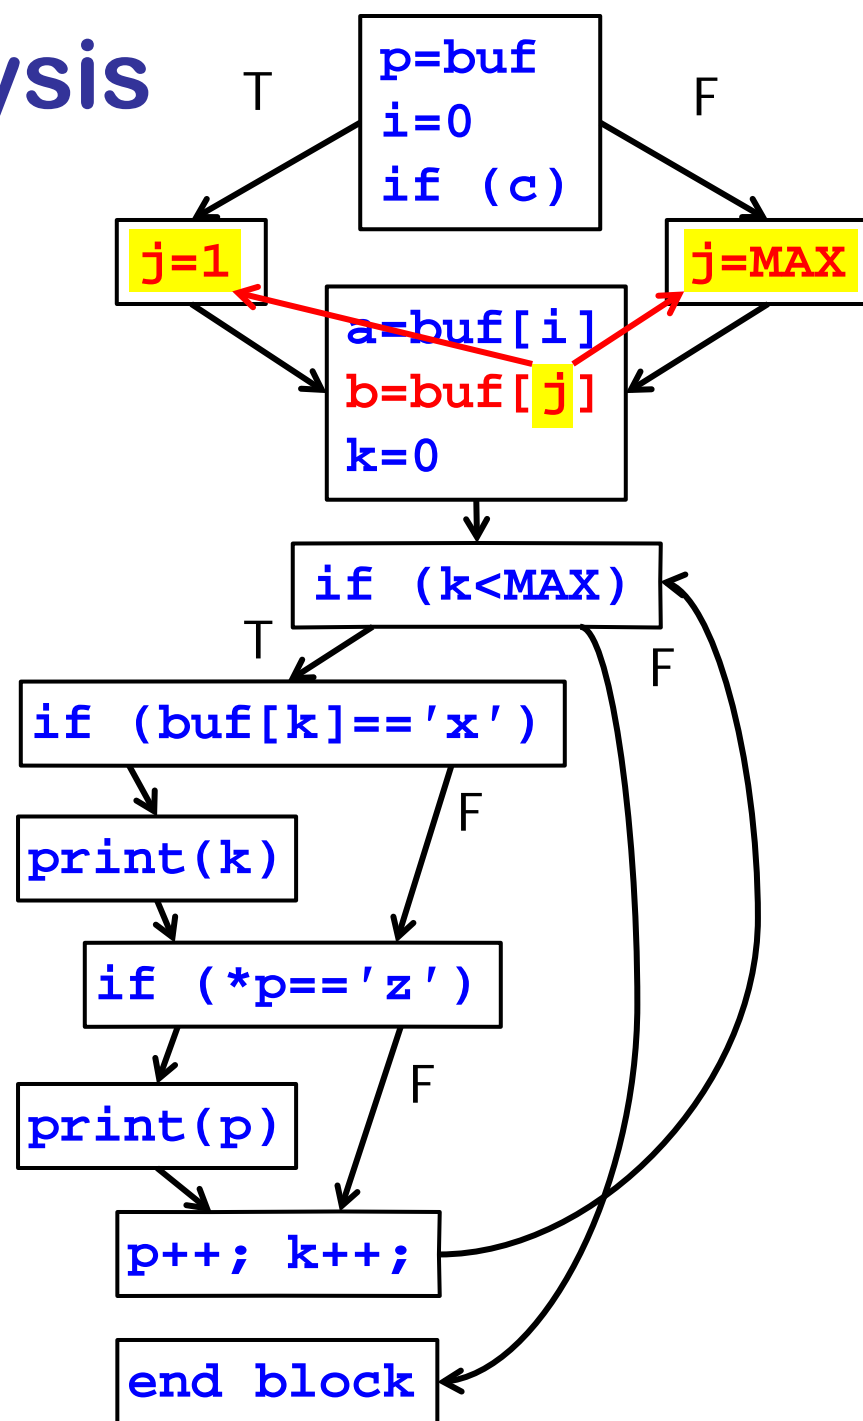 ysis
T
F
p=buf
i=0
if (c)
j=1
j=MAX
a=buf[i]
b=buf[j]
k=0
if (k<MAX)
T
F
if (buf[k]=='x')
F
print(k)
if (*p=='z')
F
print(p)
p++; k++;
end block